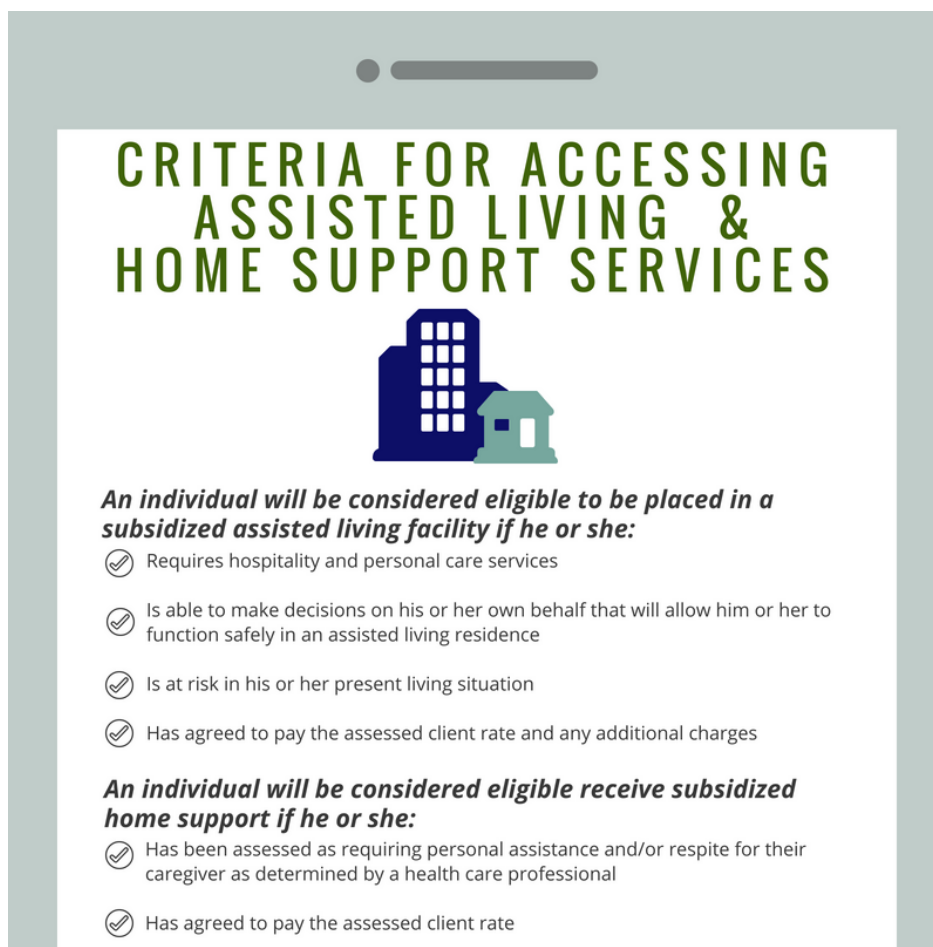 CRITERIA FOR ACCESSING
ASSISTED LIVING &
HOME SUPPORT SERVICES
An individual will be considered eligible to be placed in a
subsidized assisted living facility if he or she:
Requires hospitality and personal care services
Is able to make decisions on his or her own behalf that will allow him or her to
function safely in an assisted living residence
Is at risk in his or her present living situation
Has agreed to pay the assessed client rate and any additional charges
An individual will be considered eligible receive subsidized
home support if he or she:
Has been assessed as requiring personal assistance and/or respite for their
caregiver as determined by a health care professional
Has agreed to pay the assessed client rate